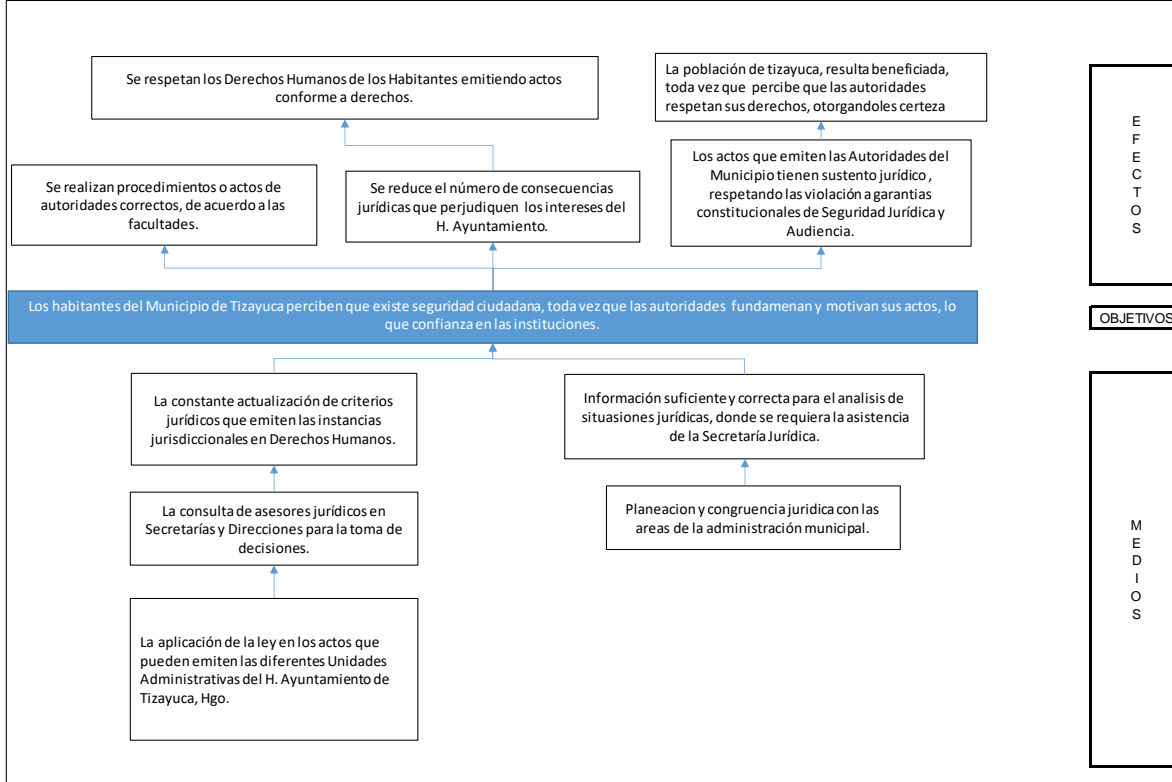 Se respetan los Derechos Humanos de los Habitantes emitiendo actos
conforme a derechos.
La población de tizayuca, resulta beneficiada,
toda vez que percibe que las autoridades
respetan sus derechos, otorgandoles certeza
Se realizan procedimientos o actos de
autoridades correctos, de acuerdo a las
facultades.
Se reduce el número de consecuencias
jurídicas que perjudiquen los intereses del
H. Ayuntamiento.
Los actos que emiten las Autoridades del
Municipio tienen sustento jurídico ,
respetando las violación a garantias
constitucionales de Seguridad Jurídica y
Audiencia.
EFECTOS
Los habitantes del Municipio de Tizayuca perciben que existe seguridad ciudadana, toda vez que las autoridades fundamenan y motivan sus actos, lo
que confianza en las instituciones.
OBJETIVOS
La constante actualización de criterios
jurídicos que emiten las instancias
jurisdiccionales en Derechos Humanos.
Información suficiente y correcta para el analisis de
situasiones jurídicas, donde se requiera la asistencia
de la Secretaría Jurídica.
La consulta de asesores jurídicos en
Secretarías y Direcciones para la toma de
decisiones.
Planeacion y congruencia juridica con las
areas de la administración municipal.
La aplicación de la ley en los actos que
pueden emiten las diferentes Unidades
Administrativas del H. Ayuntamiento de
Tizayuca, Hgo.
MEDIOS